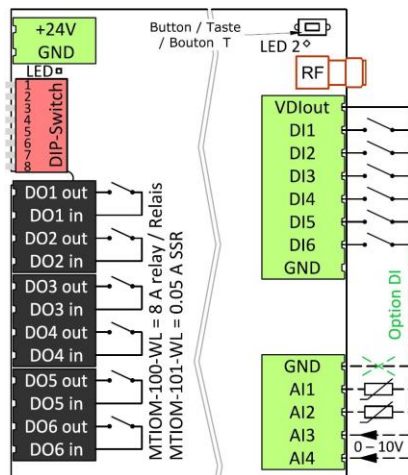 +24V
GND
LED
1
2
3
4
5
6
7
8
DIP-Switch
DO1 out
DO1 in
DO2 out
DO2 in
DO3 out
DO3 in
DO4 out
DO4 in
DO5 out
DO5 in
DO6 out
DO6 in
MTIOM-100-WL = 8 A relay / Relais
MTIOM-101-WL = 0.05 A SSR
Button / Taste
/ Bouton T
LED 2
RF
VDIout
DI1
DI2
DI3
DI4
DI5
DI6
GND
Option DI
GND
AI1
AI2
AI3
AI4
0-10V